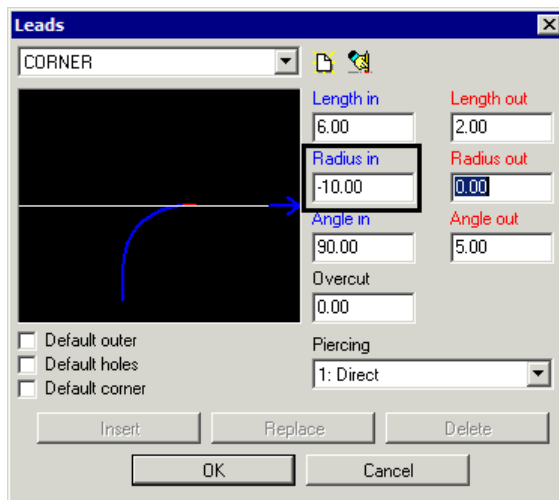 Leads
CORNER
Length in Length out
6.00 2.00
Radius in Radius out
-10.00 0.00
Angle in Angle out
90.00 5.00
Overcut
0.00
Default outer
Default holes
Default corner
Piercing
1: Direct
Insert Replace Delete
OK Cancel